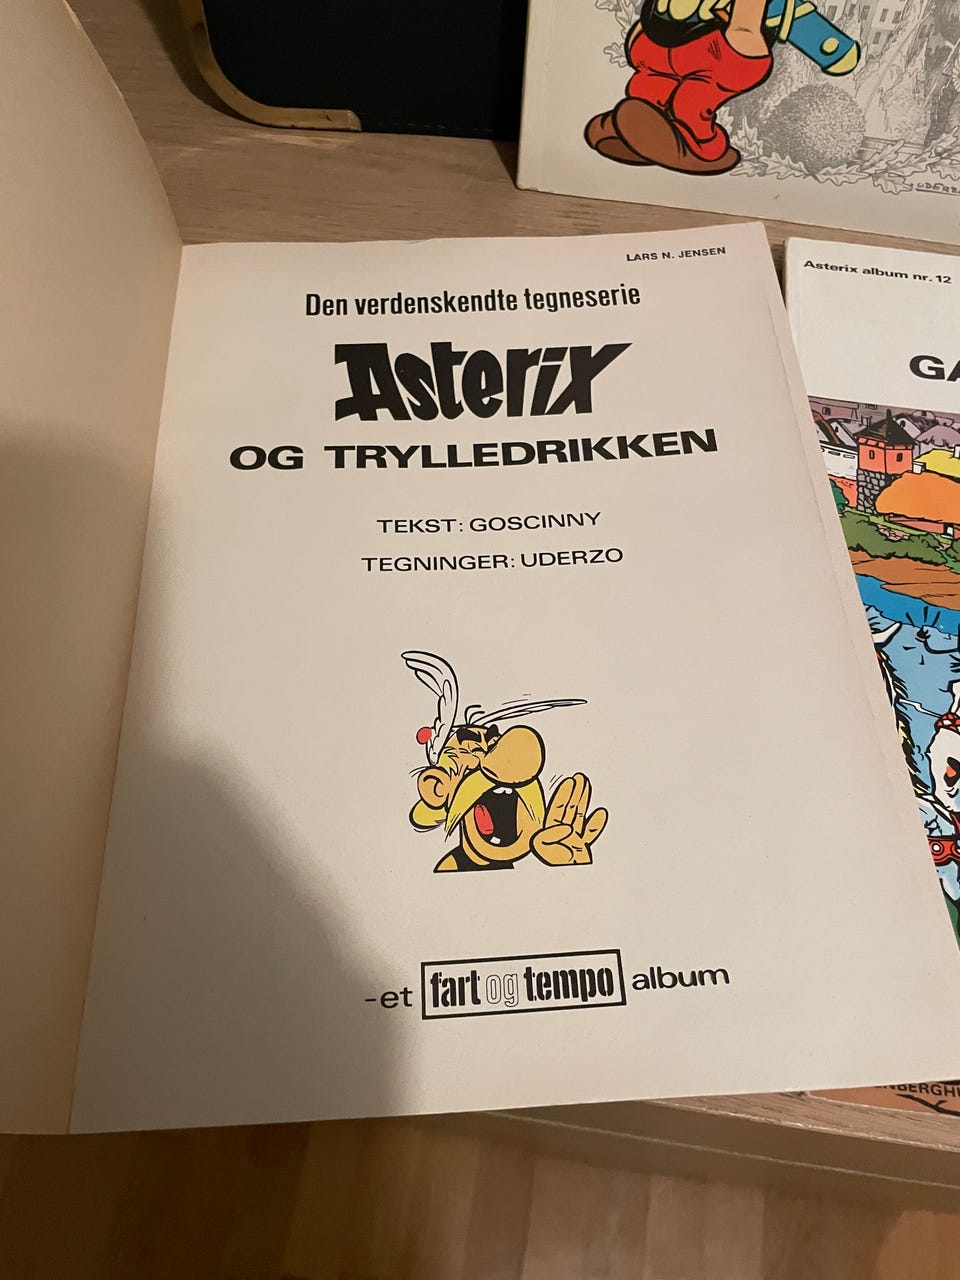 LARS N. JENSEN
Den verdenskendte tegneserie
Asterix
OG TRYLLEDRIKKEN
TEKST: GOSCINNY
TEGNINGER: UDERZO
-et fart og tempo album
Asterix album nr. 12